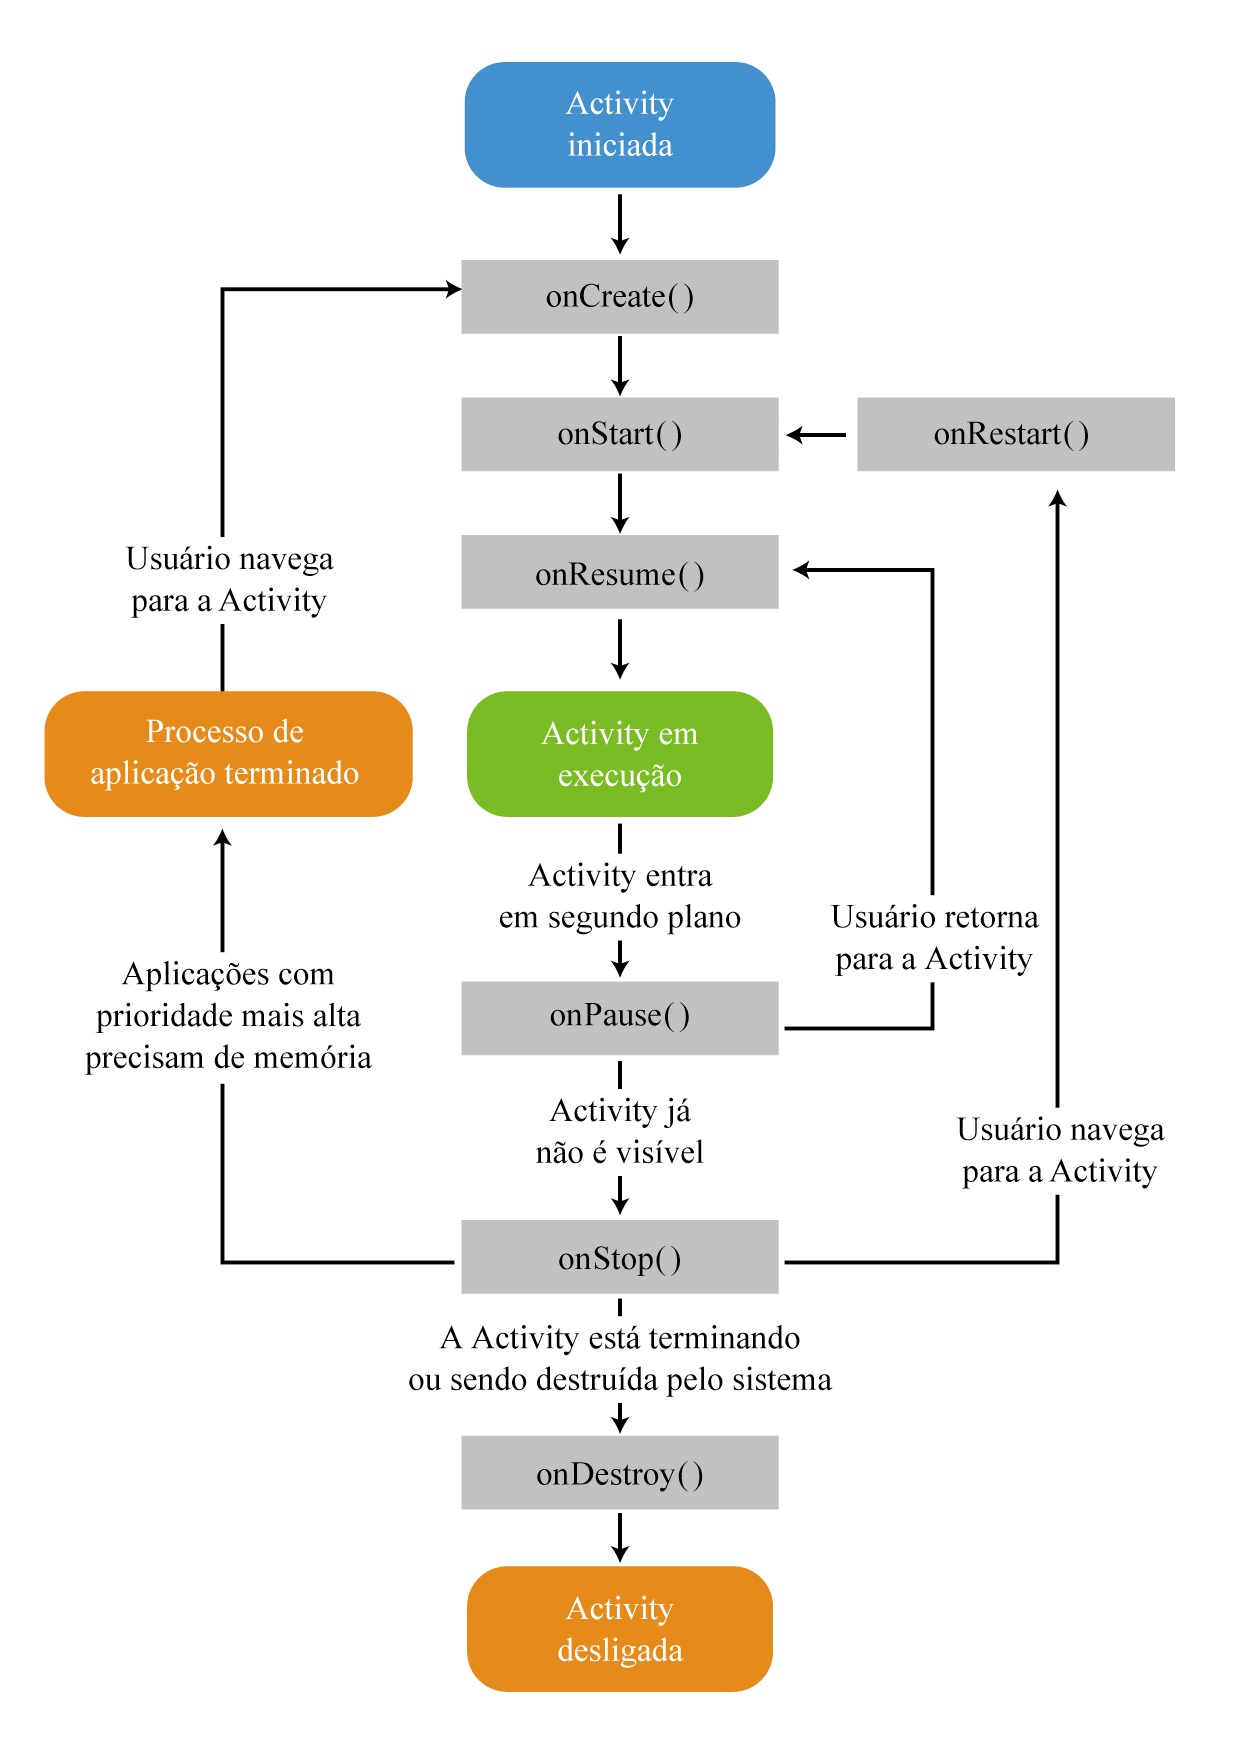 Activity
iniciada
onCreate()
onStart()
onRestart()
Usuário navega
para a Activity
onResume()
Processo de
aplicação terminado
Activity em
execução
Activity entra
em segundo plano
Usuário retorna
para a Activity
Aplicações com
prioridade mais alta
precisam de memória
onPause()
Activity já
não é visível
Usuário navega
para a Activity
onStop()
A Activity está terminando
ou sendo destruída pelo sistema
onDestroy()
Activity
desligada